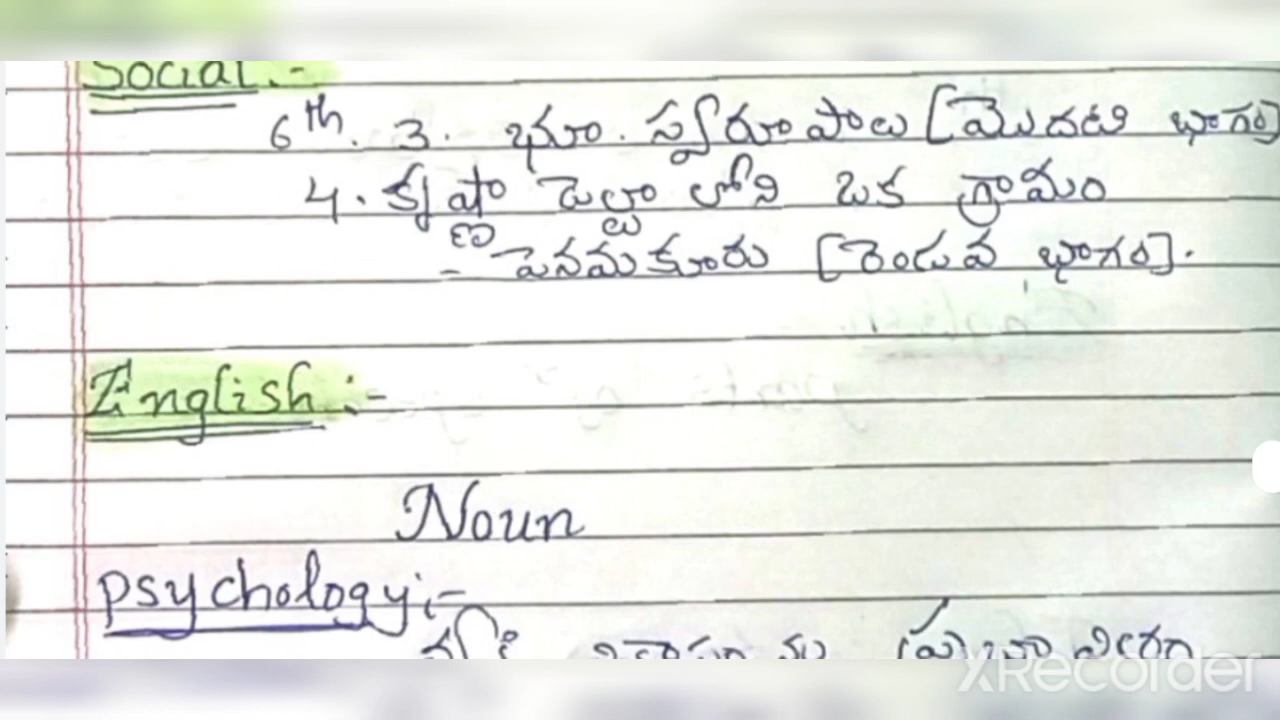 Social :-
6th. 3. భూ. స్వరూపాలు [మొదటి భాగం]
4. కృష్ణా డెల్టా లోని ఒక గ్రామం
- పెనమకూరు [రెండవ భాగం].
English :-
Noun
psychology :-
XRecorder